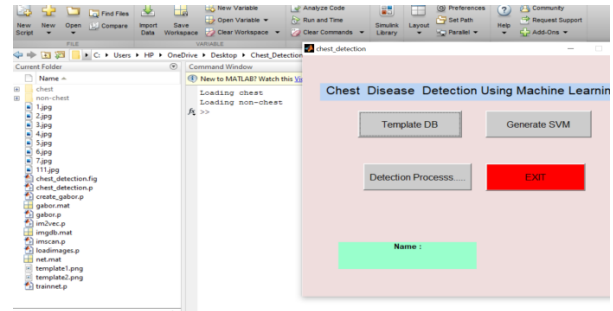 New Variable
Analyze Code
Preferences
Community
Find Files
Open Variable
Run and Time
Set Path
Request Support
New
New
Open
Compare
Import
Save
Clear Workspace
Clear Commands
Simulink
Layout
Parallel
Help
Add-Ons
Script
Data
Workspace
Library
FILE
VARIABLE
C: Users HP OneDrive Desktop Chest_Detection
chest_detection
Current Folder
Command Window
Name
New to MATLAB? Watch this
Chest Disease Detection Using Machine Learnin
chest
non-chest
1.jpg
2.jpg
3.jpg
4.jpg
5.jpg
6.jpg
7.jpg
111.jpg
chest_detection.fig
chest_detection.p
create_gabor.p
gabor.mat
gabor.p
im2vec.p
imgdb.mat
imscan.p
loadimages.p
net.mat
template1.png
template2.png
trainnet.p
Loading chest
Loading non-chest
fx >>
Template DB
Generate SVM
Detection Processs.....
EXIT
Name :